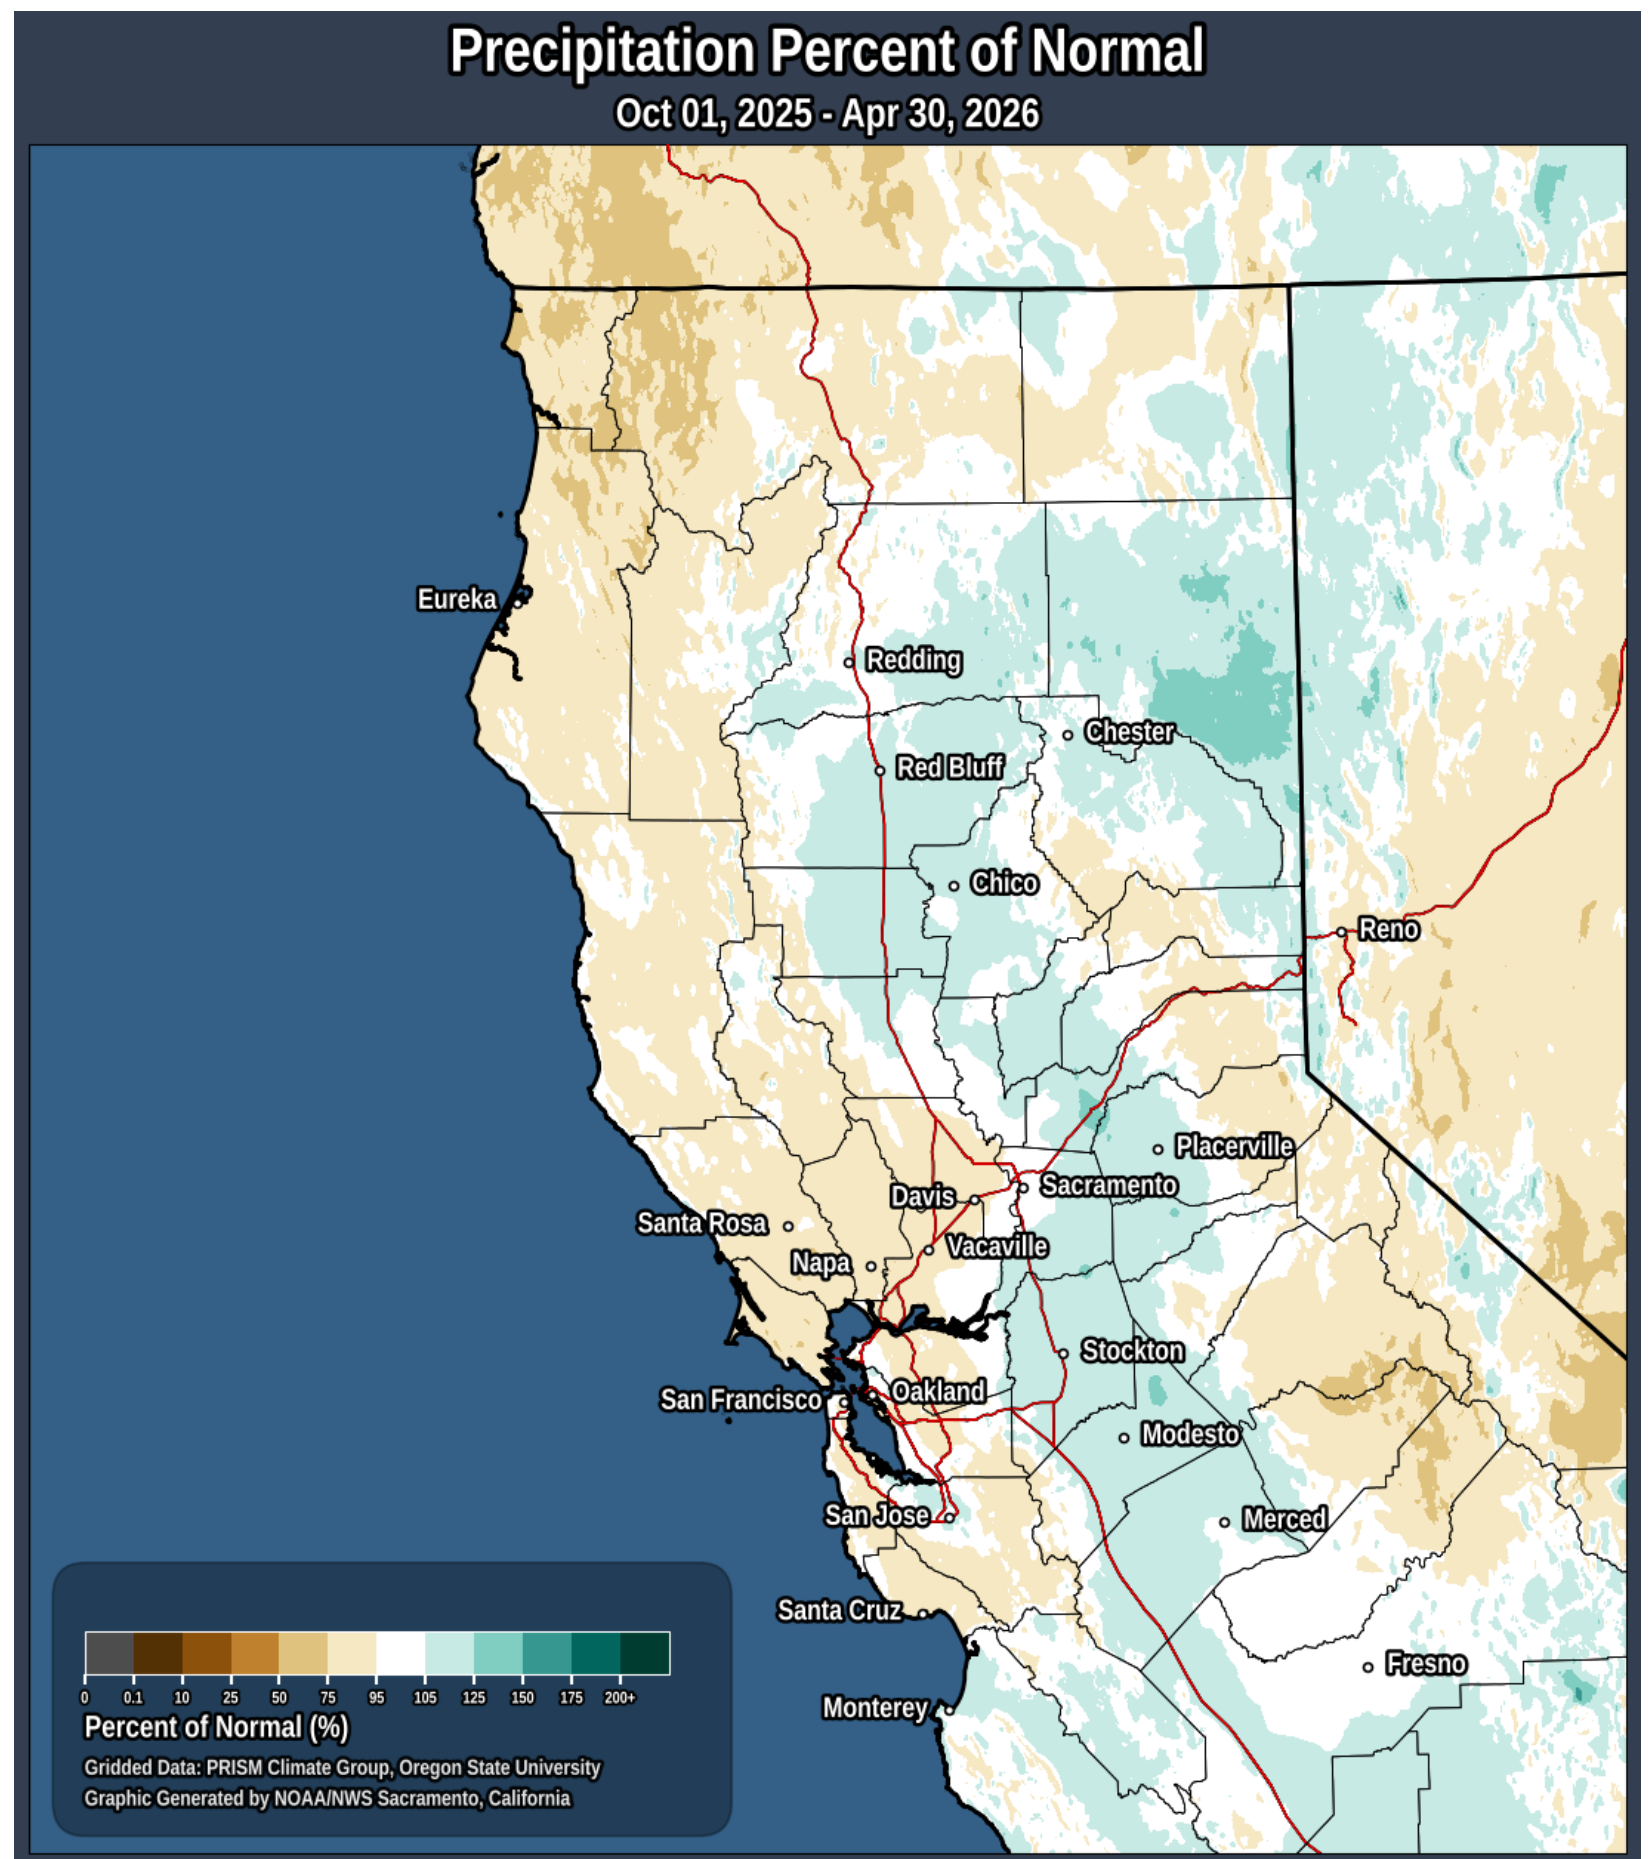 Precipitation Percent of Normal
Oct 01, 2025 - Apr 30, 2026
Eureka
Redding
Chester
Red Bluff
Chico
Reno
Placerville
Sacramento
Davis
Santa Rosa
Vacaville
Napa
Stockton
Oakland
San Francisco
Modesto
San Jose
Merced
Santa Cruz
Fresno
Monterey
0 0.1 10 25 50 75 95 105 125 150 175 200+
Percent of Normal (%)
Gridded Data: PRISM Climate Group, Oregon State University
Graphic Generated by NOAA/NWS Sacramento, California